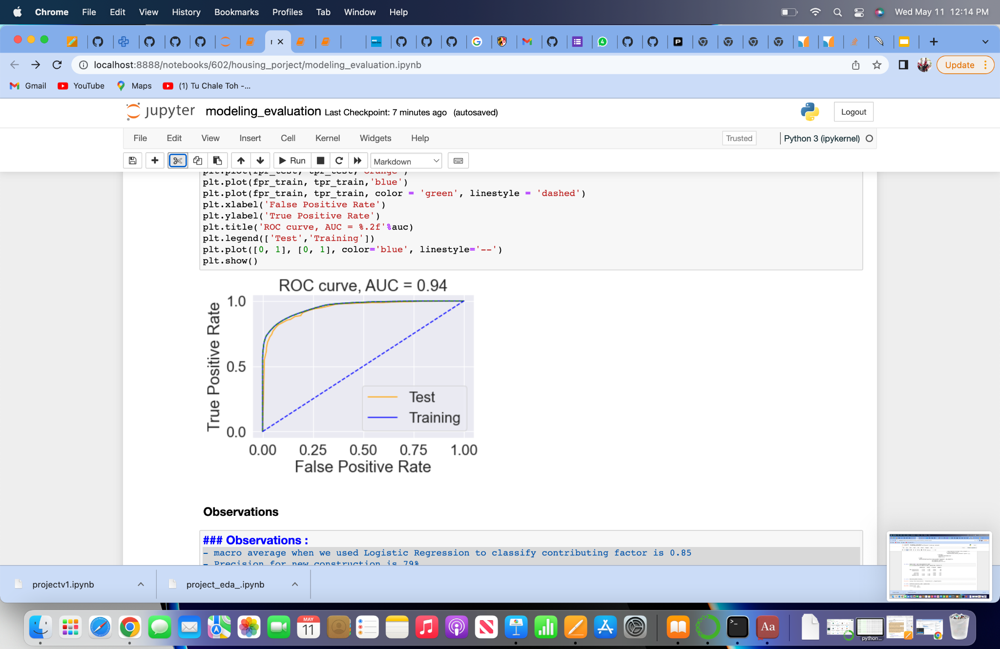 Chrome File Edit View History Bookmarks Profiles Tab Window Help Wed May 11 12:14 PM
localhost:8888/notebooks/602/housing_porject/modeling_evaluation.ipynb Update
Gmail YouTube Maps (1) Tu Chale Toh -...
jupyter modeling_evaluation Last Checkpoint: 7 minutes ago (autosaved) Logout
File Edit View Insert Cell Kernel Widgets Help Trusted Python 3 (ipykernel)
Run Markdown
plt.plot(fpr_test, tpr_test,'orange')
plt.plot(fpr_train, tpr_train,'blue')
plt.plot(fpr_train, tpr_train, color = 'green', linestyle = 'dashed')
plt.xlabel('False Positive Rate')
plt.ylabel('True Positive Rate')
plt.title('ROC curve, AUC = %.2f'%auc)
plt.legend(['Test','Training'])
plt.plot([0, 1], [0, 1], color='blue', linestyle='--')
plt.show()
ROC curve, AUC = 0.94
True Positive Rate
1.0
0.5
0.0
Test
Training
0.00 0.25 0.50 0.75 1.00
False Positive Rate
Observations
### Observations :
- macro average when we used Logistic Regression to classify contributing factor is 0.85
- Precision for new construction is 79%
projectv1.ipynb project_eda_.ipynb
MAY
11
Aa
python...